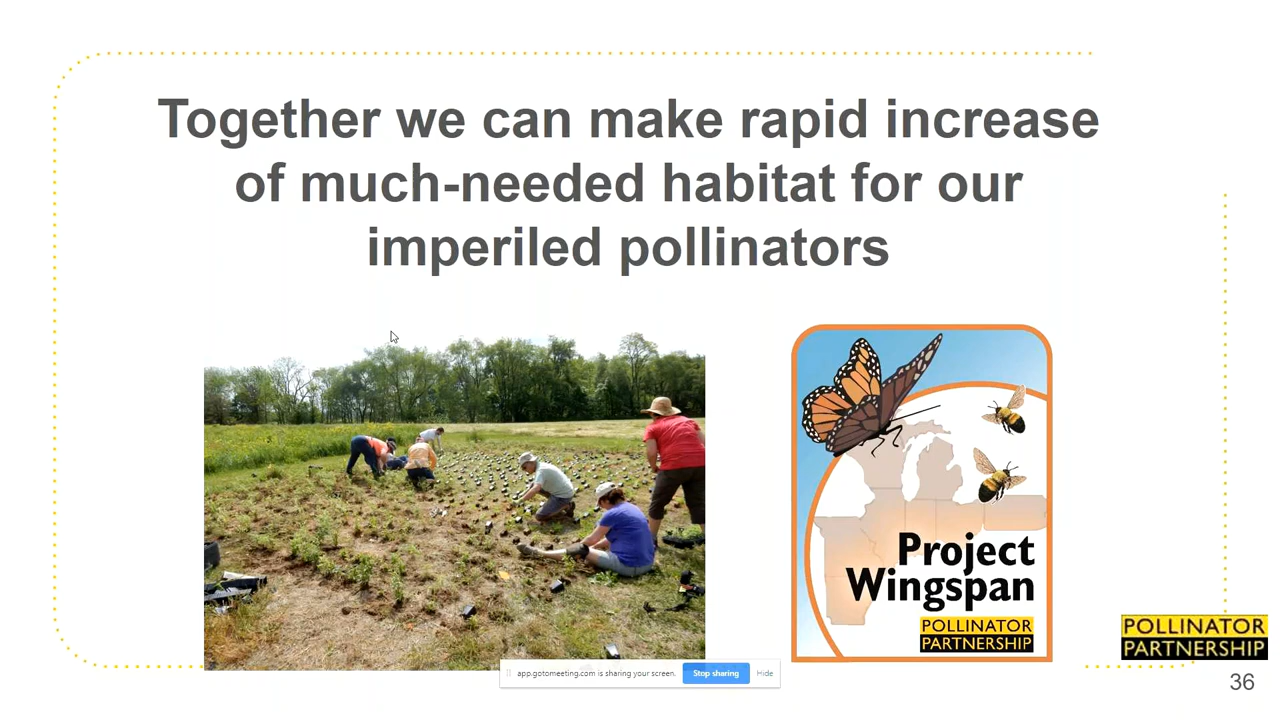 Together we can make rapid increase
of much-needed habitat for our
imperiled pollinators
Project
Wingspan
POLLINATOR
PARTNERSHIP
POLLINATOR
PARTNERSHIP
app.gotomeeting.com is sharing your screen.
Stop sharing
Hide
36